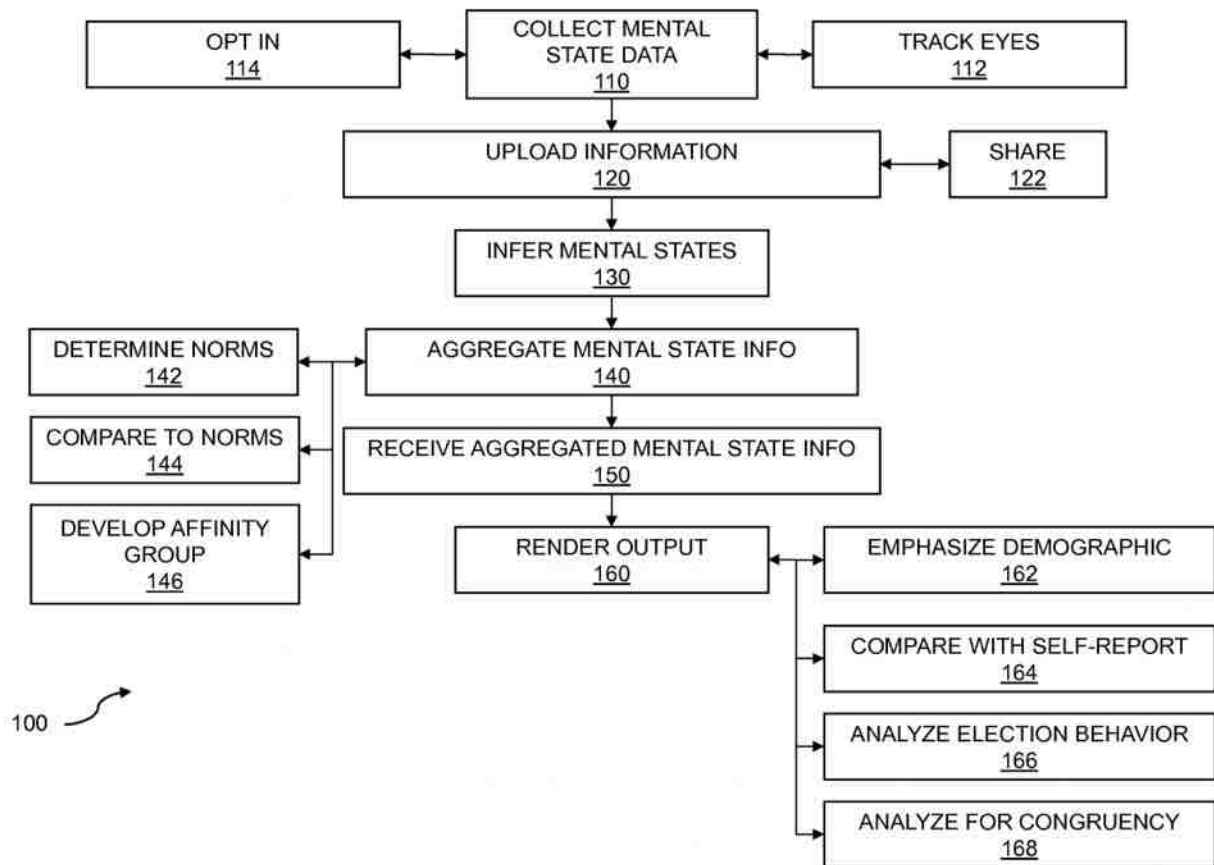 OPT IN
114
COLLECT MENTAL
STATE DATA
110
TRACK EYES
112
UPLOAD INFORMATION
120
SHARE
122
INFER MENTAL STATES
130
DETERMINE NORMS
142
AGGREGATE MENTAL STATE INFO
140
COMPARE TO NORMS
144
RECEIVE AGGREGATED MENTAL STATE INFO
150
DEVELOP AFFINITY
GROUP
146
RENDER OUTPUT
160
EMPHASIZE DEMOGRAPHIC
162
COMPARE WITH SELF-REPORT
164
100
ANALYZE ELECTION BEHAVIOR
166
ANALYZE FOR CONGRUENCY
168